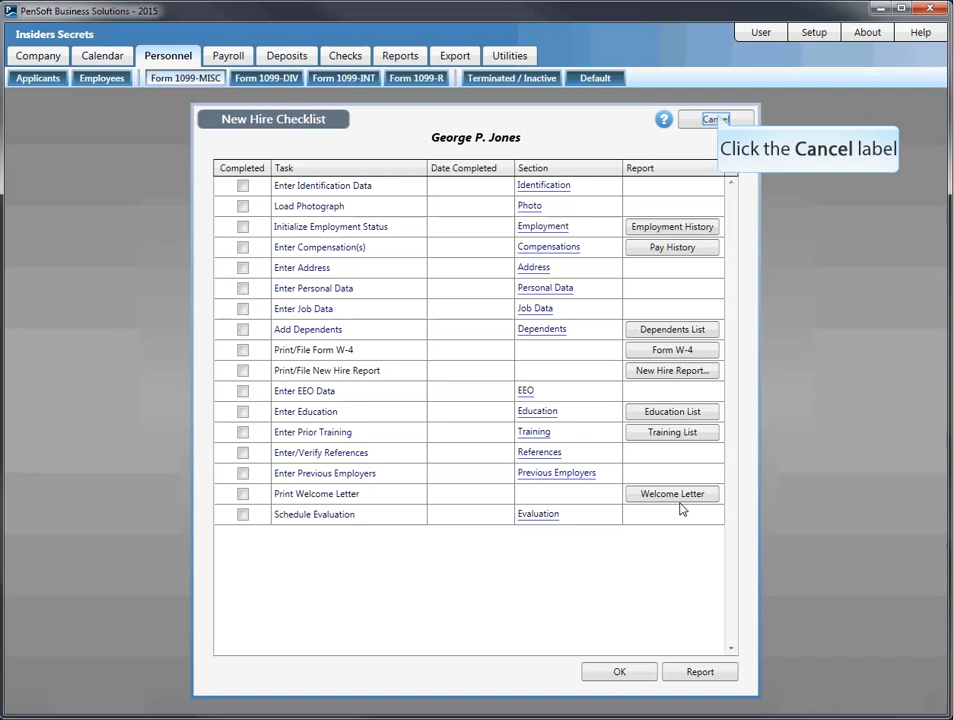 PenSoft Business Solutions - 2015
Insiders Secrets
User Setup About Help
Company Calendar Personnel Payroll Deposits Checks Reports Export Utilities
Applicants Employees Form 1099-MISC Form 1099-DIV Form 1099-INT Form 1099-R Terminated / Inactive Default
New Hire Checklist ? Cancel
George P. Jones
Click the Cancel label
Completed Task Date Completed Section Report
Enter Identification Data Identification
Load Photograph Photo
Initialize Employment Status Employment Employment History
Enter Compensation(s) Compensations Pay History
Enter Address Address
Enter Personal Data Personal Data
Enter Job Data Job Data
Add Dependents Dependents Dependents List
Print/File Form W-4 Form W-4
Print/File New Hire Report New Hire Report...
Enter EEO Data EEO
Enter Education Education Education List
Enter Prior Training Training Training List
Enter/Verify References References
Enter Previous Employers Previous Employers
Print Welcome Letter Welcome Letter
Schedule Evaluation Evaluation
OK Report